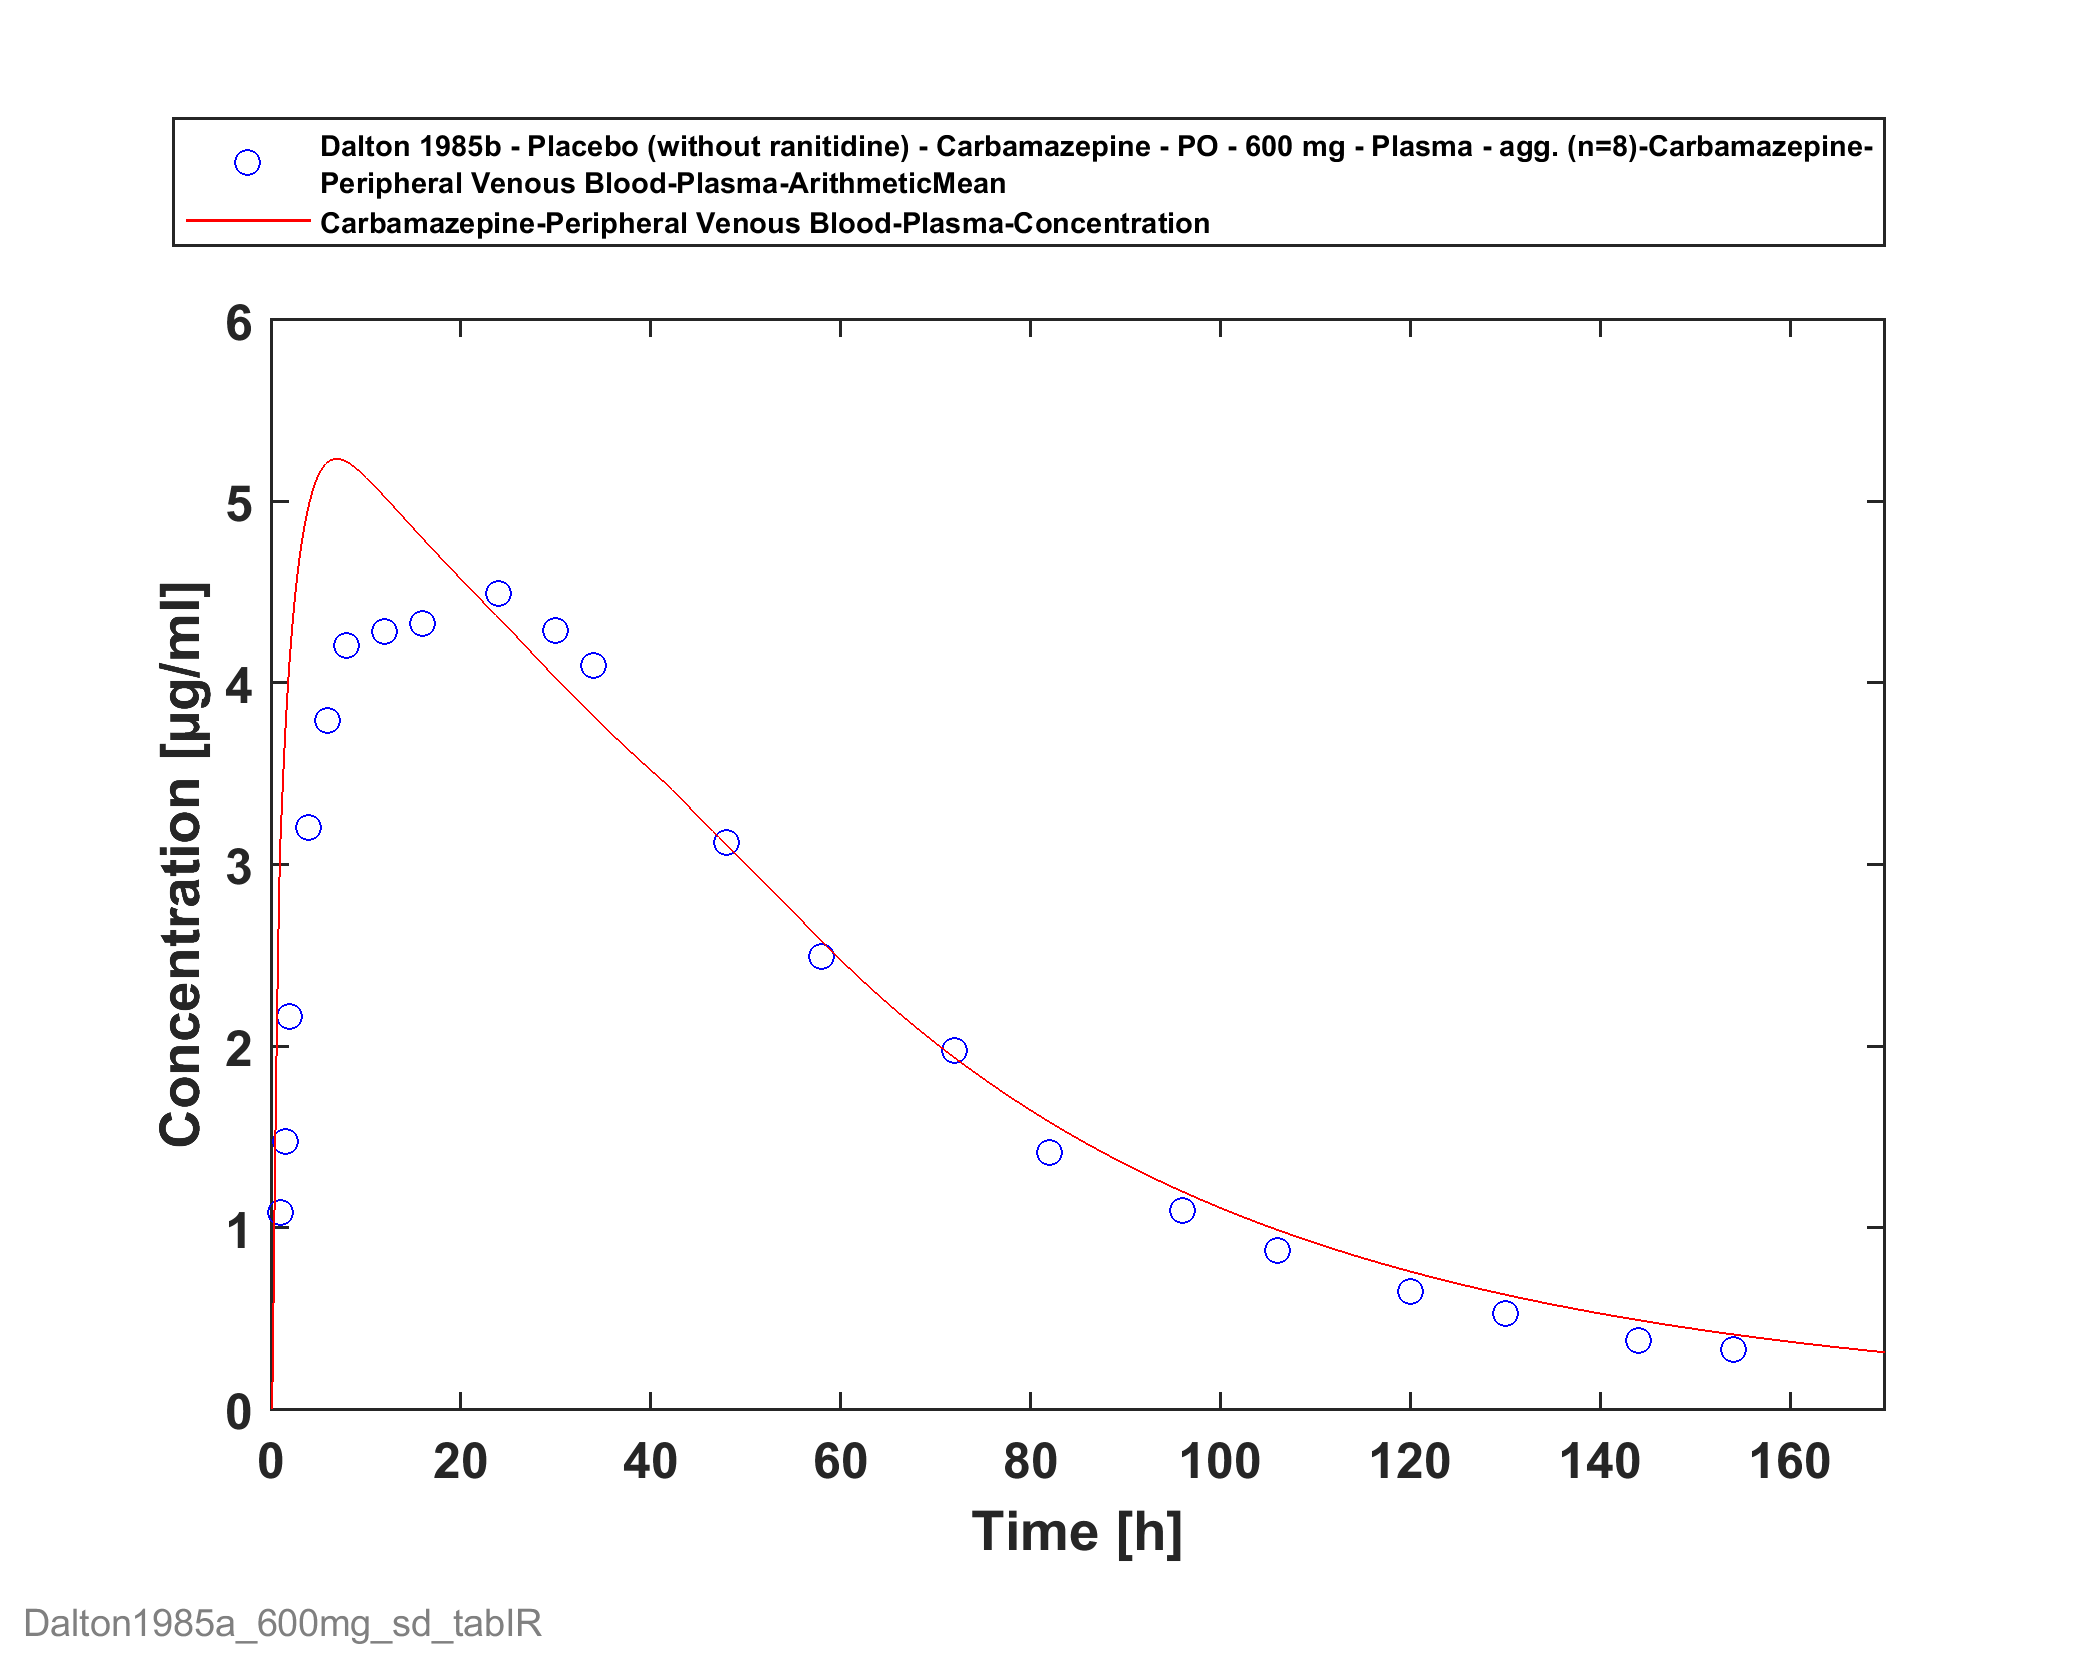 Dalton 1985b - Placebo (without ranitidine) - Carbamazepine - PO - 600 mg - Plasma - agg. (n=8)-Carbamazepine-
Peripheral Venous Blood-Plasma-ArithmeticMean
Carbamazepine-Peripheral Venous Blood-Plasma-Concentration
6
5
4
3
2
1
0
Concentration [µg/ml]
0 20 40 60 80 100 120 140 160
Time [h]
Dalton1985a_600mg_sd_tabIR